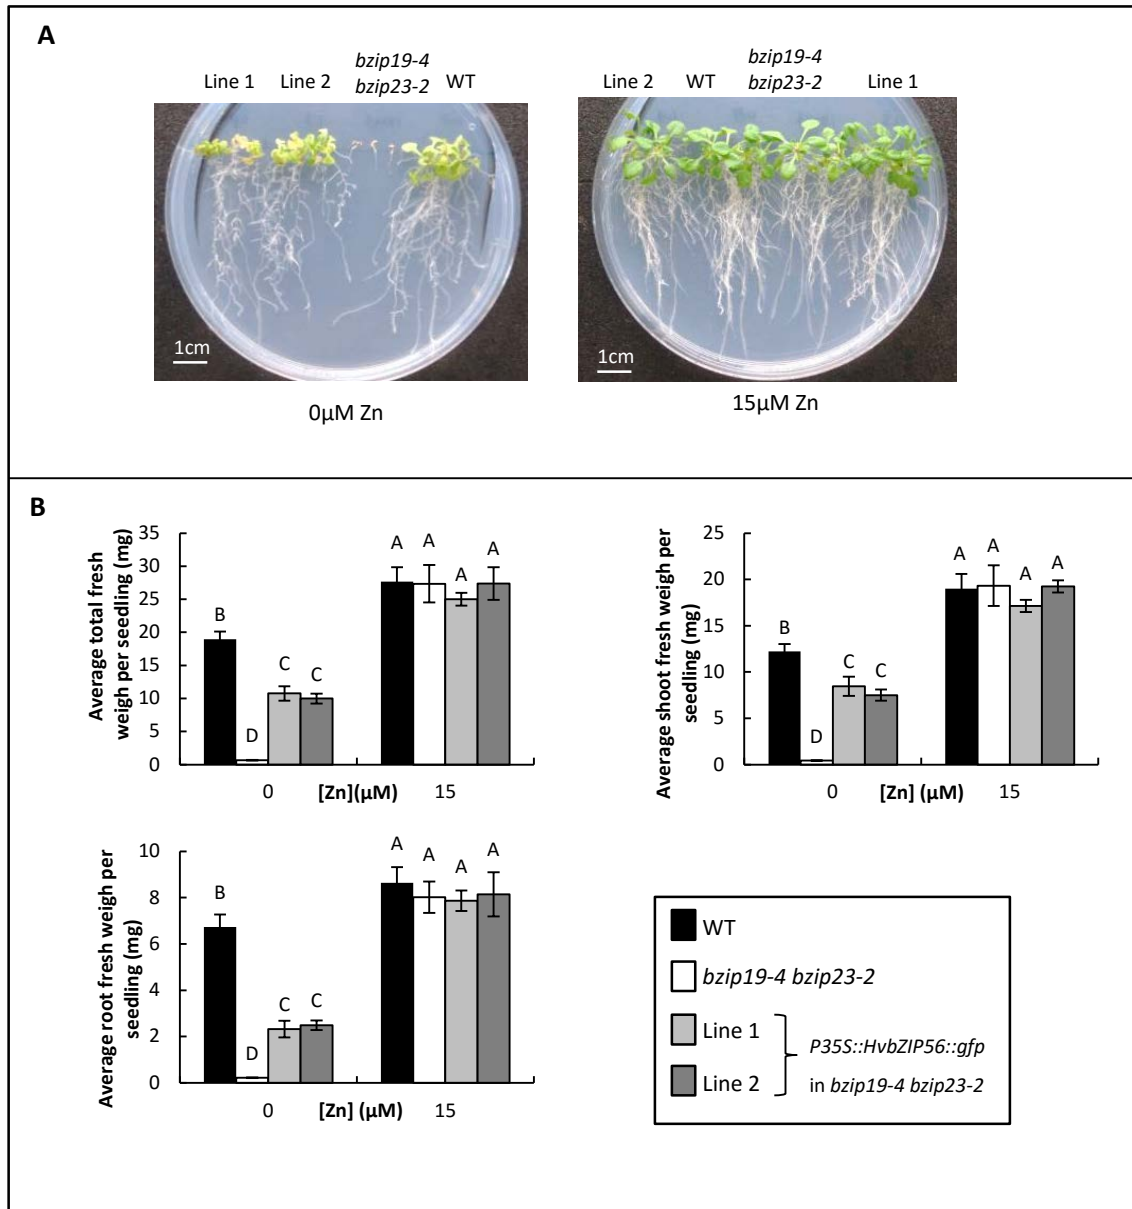 A
Line 1 Line 2 bzip19-4 bzip23-2 WT
Line 2 WT bzip19-4 bzip23-2 Line 1
1cm
1cm
0µM Zn
15µM Zn
B
Average total fresh
weigh per seedling (mg)
35
30
25
20
15
10
5
0
B
D
C
C
A
A
A
A
0 [Zn](µM) 15
Average shoot fresh weigh per
seedling (mg)
25
20
15
10
5
0
B
D
C
C
A
A
A
A
0 [Zn] (µM) 15
Average root fresh weigh per
seedling (mg)
10
8
6
4
2
0
B
D
C
C
A
A
A
A
0 [Zn] (µM) 15
WT
bzip19-4 bzip23-2
Line 1
Line 2
P35S::HvbZIP56::gfp
in bzip19-4 bzip23-2